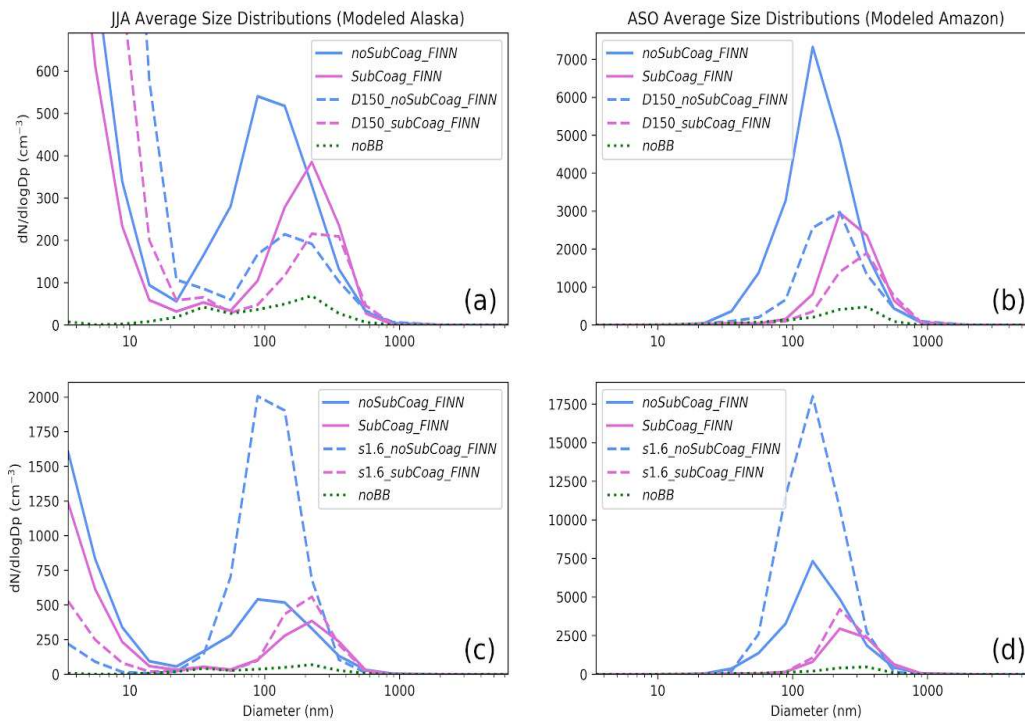 JJA Average Size Distributions (Modeled Alaska)
600
500
400
300
200
100
0
dN/dlogDp (cm⁻³)
noSubCoag_FINN
SubCoag_FINN
D150_noSubCoag_FINN
D150_subCoag_FINN
noBB
(a)
10
100
1000
ASO Average Size Distributions (Modeled Amazon)
7000
6000
5000
4000
3000
2000
1000
0
noSubCoag_FINN
SubCoag_FINN
D150_noSubCoag_FINN
D150_subCoag_FINN
noBB
(b)
10
100
1000
2000
1750
1500
1250
1000
750
500
250
0
dN/dlogDp (cm⁻³)
noSubCoag_FINN
SubCoag_FINN
s1.6_noSubCoag_FINN
s1.6_subCoag_FINN
noBB
(c)
10
100
1000
Diameter (nm)
17500
15000
12500
10000
7500
5000
2500
0
noSubCoag_FINN
SubCoag_FINN
s1.6_noSubCoag_FINN
s1.6_subCoag_FINN
noBB
(d)
10
100
1000
Diameter (nm)